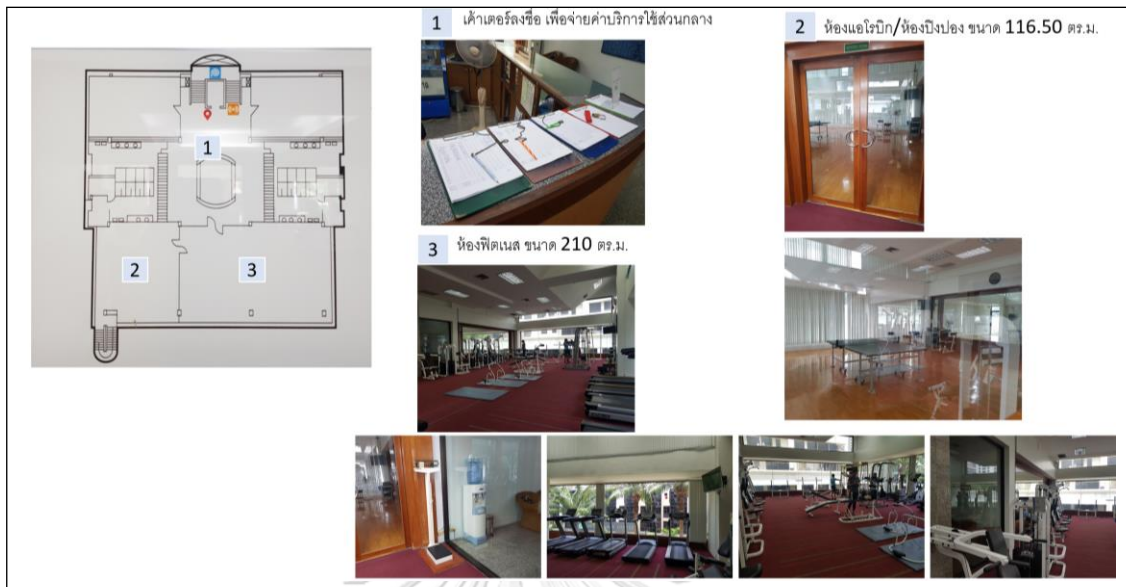 1 เค้าเตอร์ลงชื่อ เพื่อจ่ายค่าบริการใช้ส่วนกลาง
2 ห้องแอโรบิก/ห้องปิงปอง ขนาด 116.50 ตร.ม.
1
3 ห้องฟิตเนส ขนาด 210 ตร.ม.
2
3